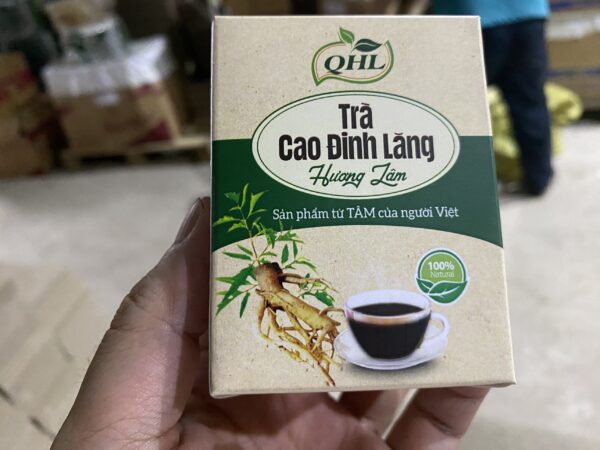 QHL
Trà
Cao Đinh Lăng
Hương Lâm
Sản phẩm từ TÂM của người Việt
100%
Natural